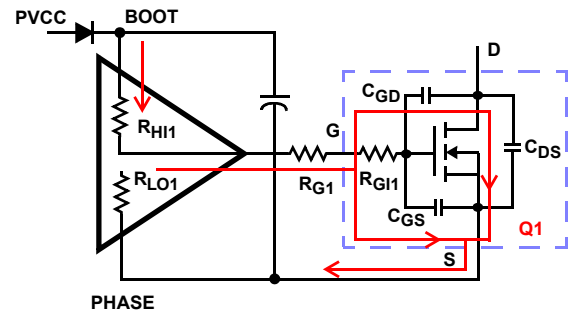 PVCC
BOOT
D
CGD
RHI1
G
CDS
RLO1
RG1
RGI1
CGS
Q1
S
PHASE